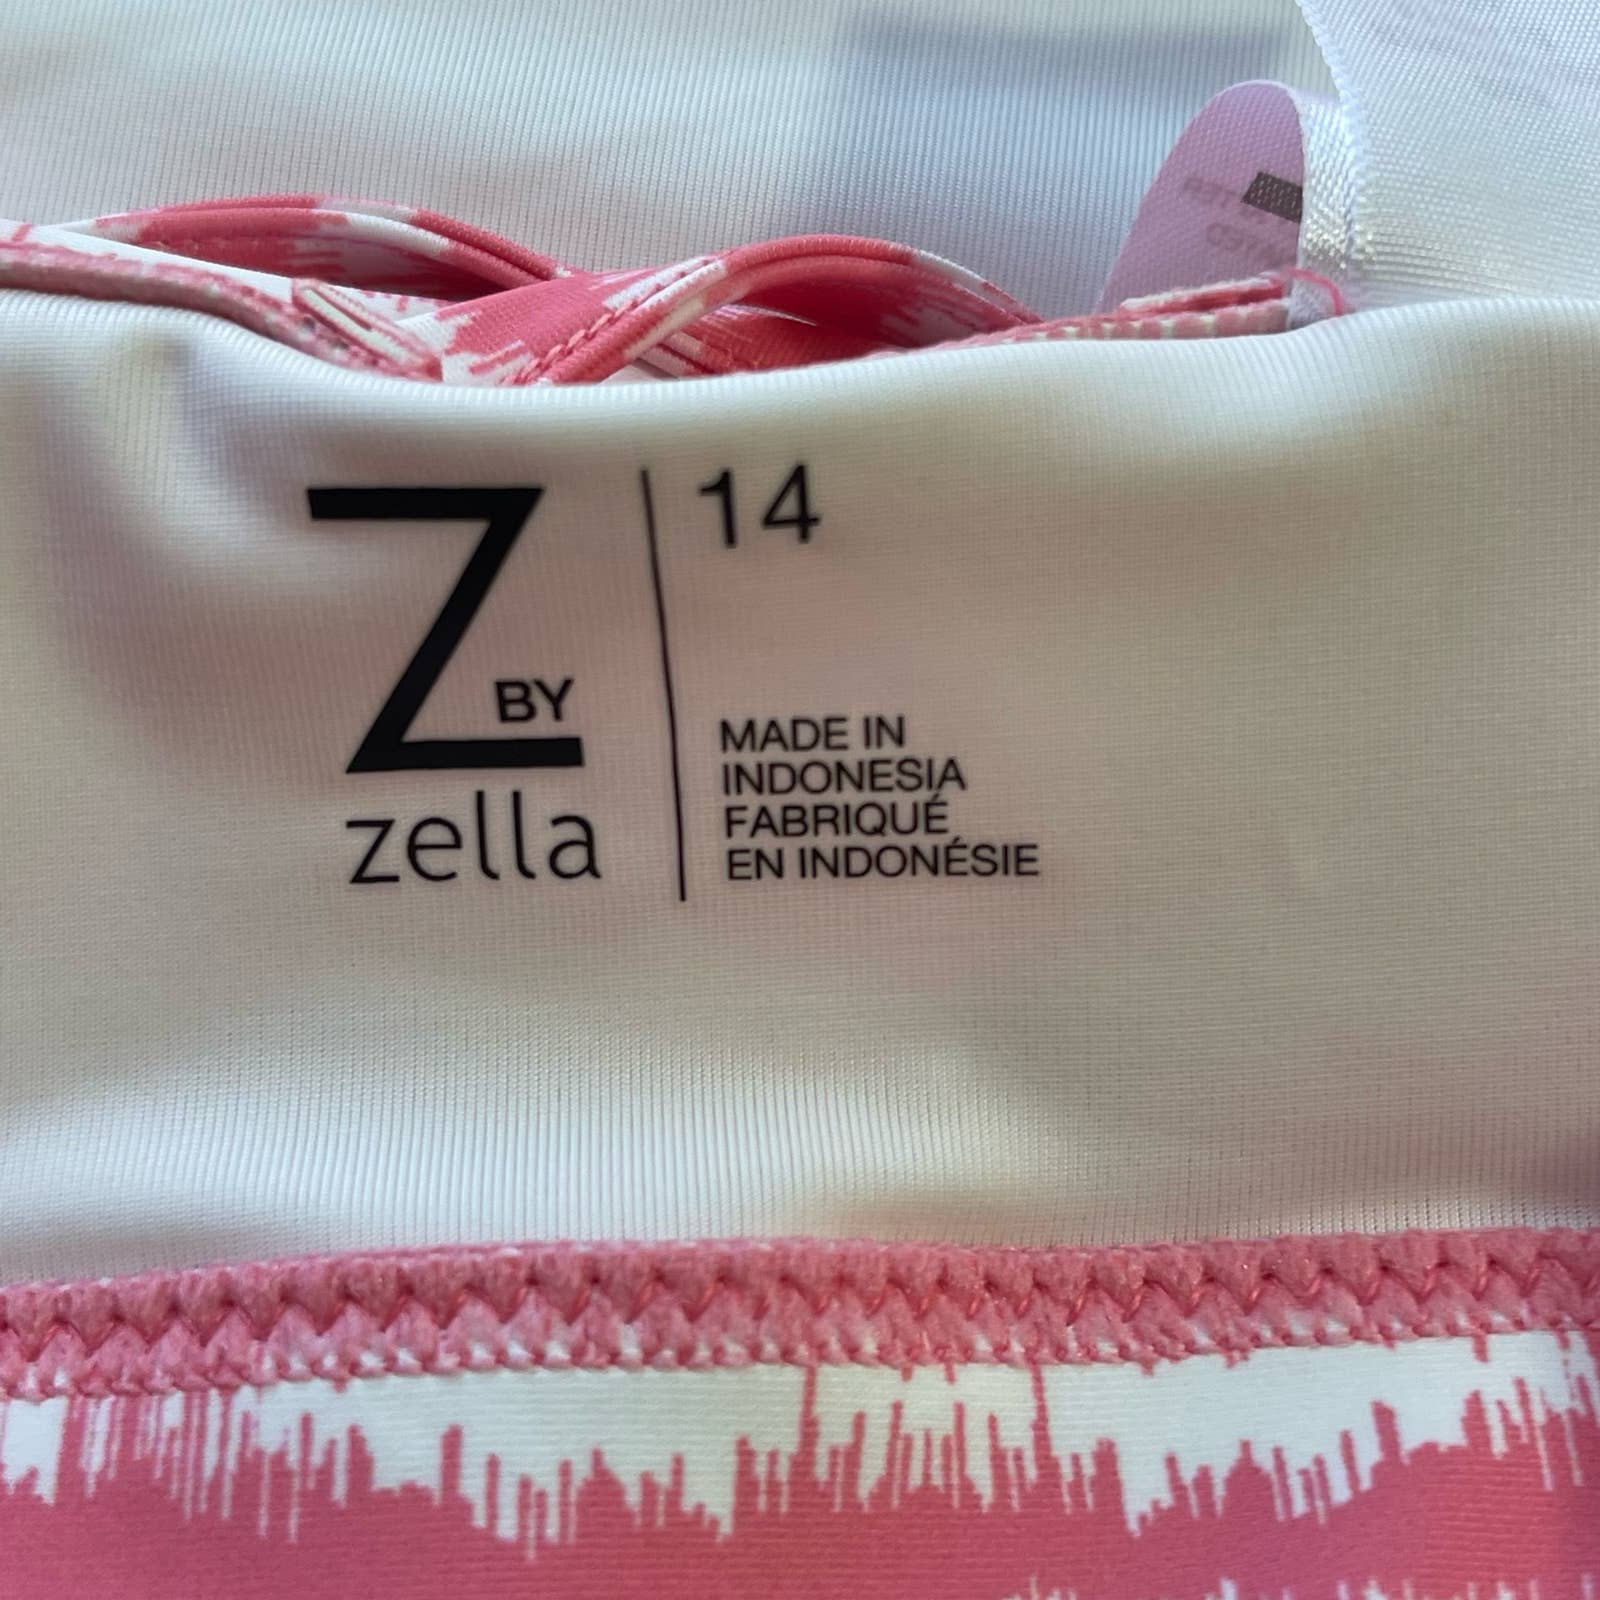 Z BY
zella
14
MADE IN
INDONESIA
FABRIQUÉ
EN INDONÉSIE